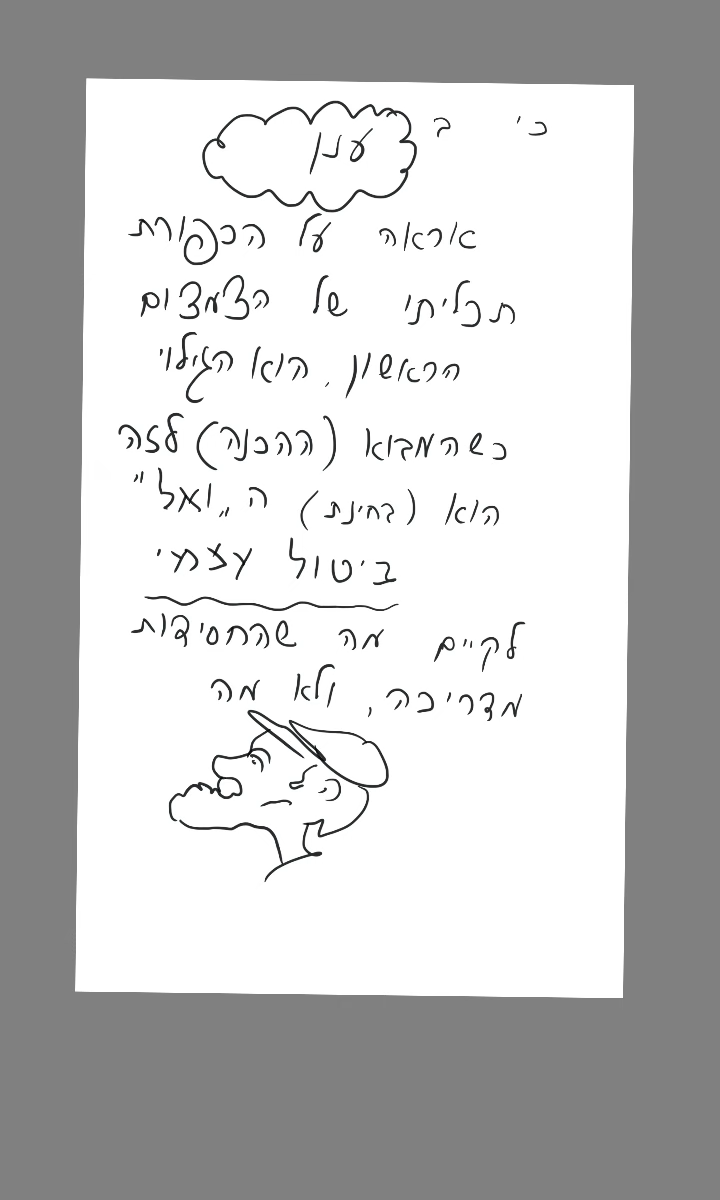 כי ב ענן
אראה על הכפורת
תכליתו של הצמצום
הראשון, הוא הגילוי
כשהמבוא (ההכנה) לזה
הוא (בחינת) ה „ואל"
ביטול עצמי
לקיים מה שהחסידות
מדריכה, ולא מה